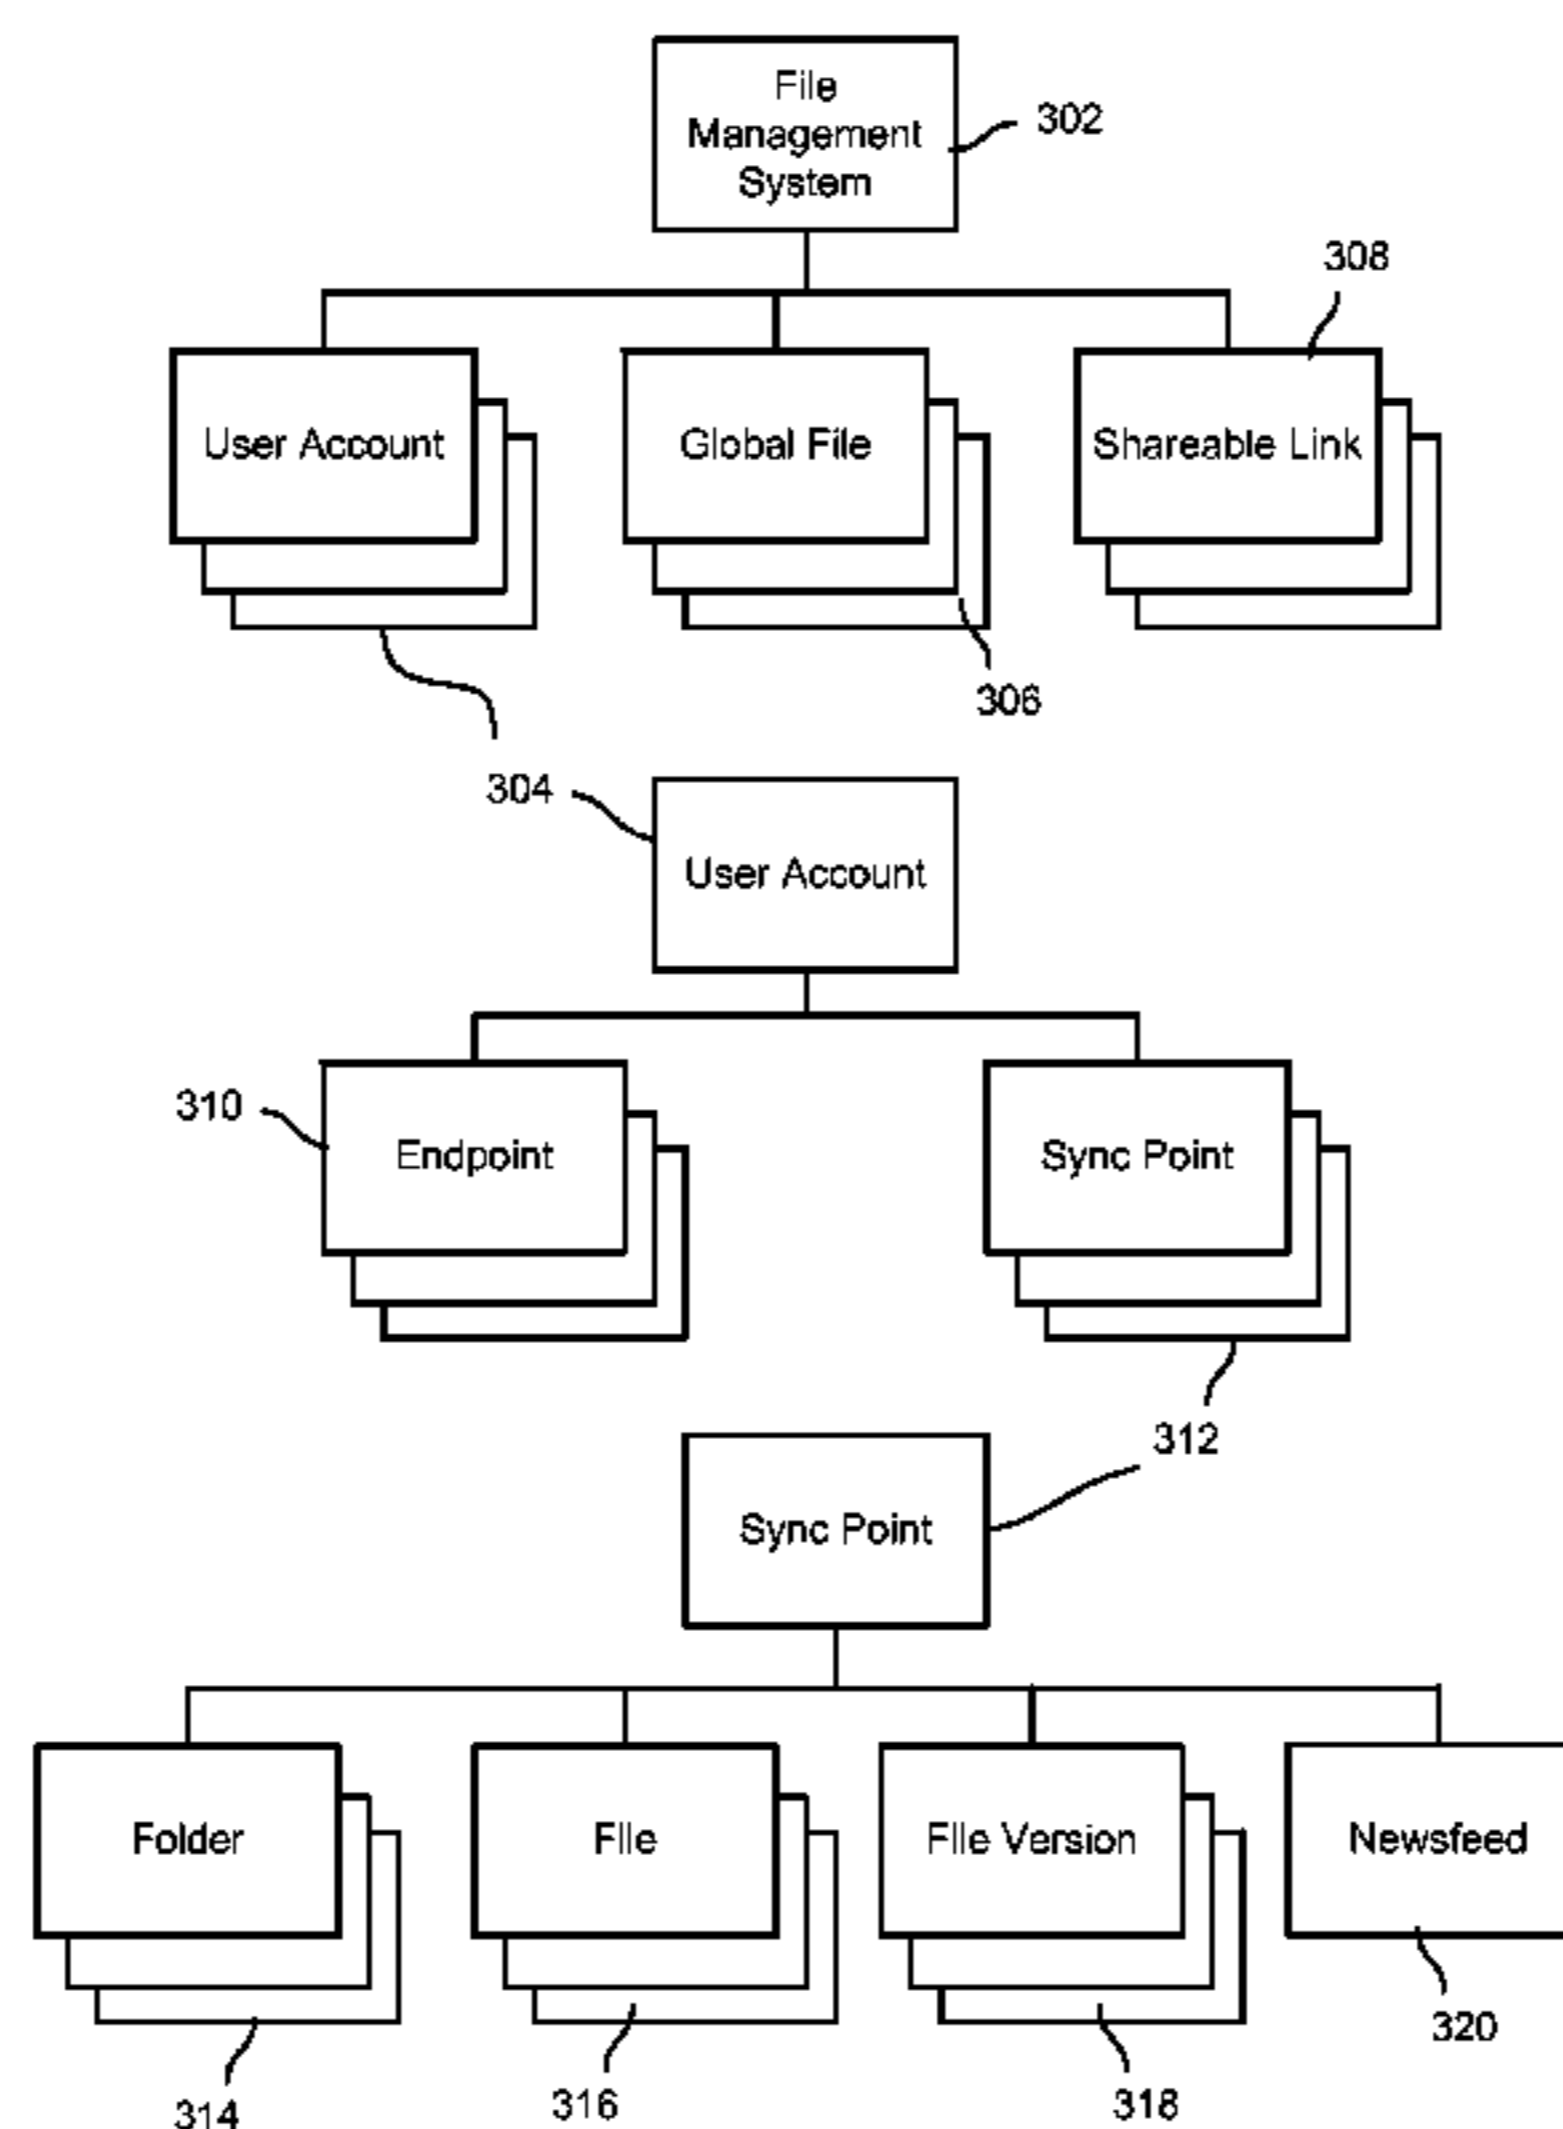 File
Management
System
302
308
User Account
Global File
Shareable Link
306
304
User Account
310
Endpoint
Sync Point
312
Sync Point
Folder
File
File Version
Newsfeed
320
314
316
318